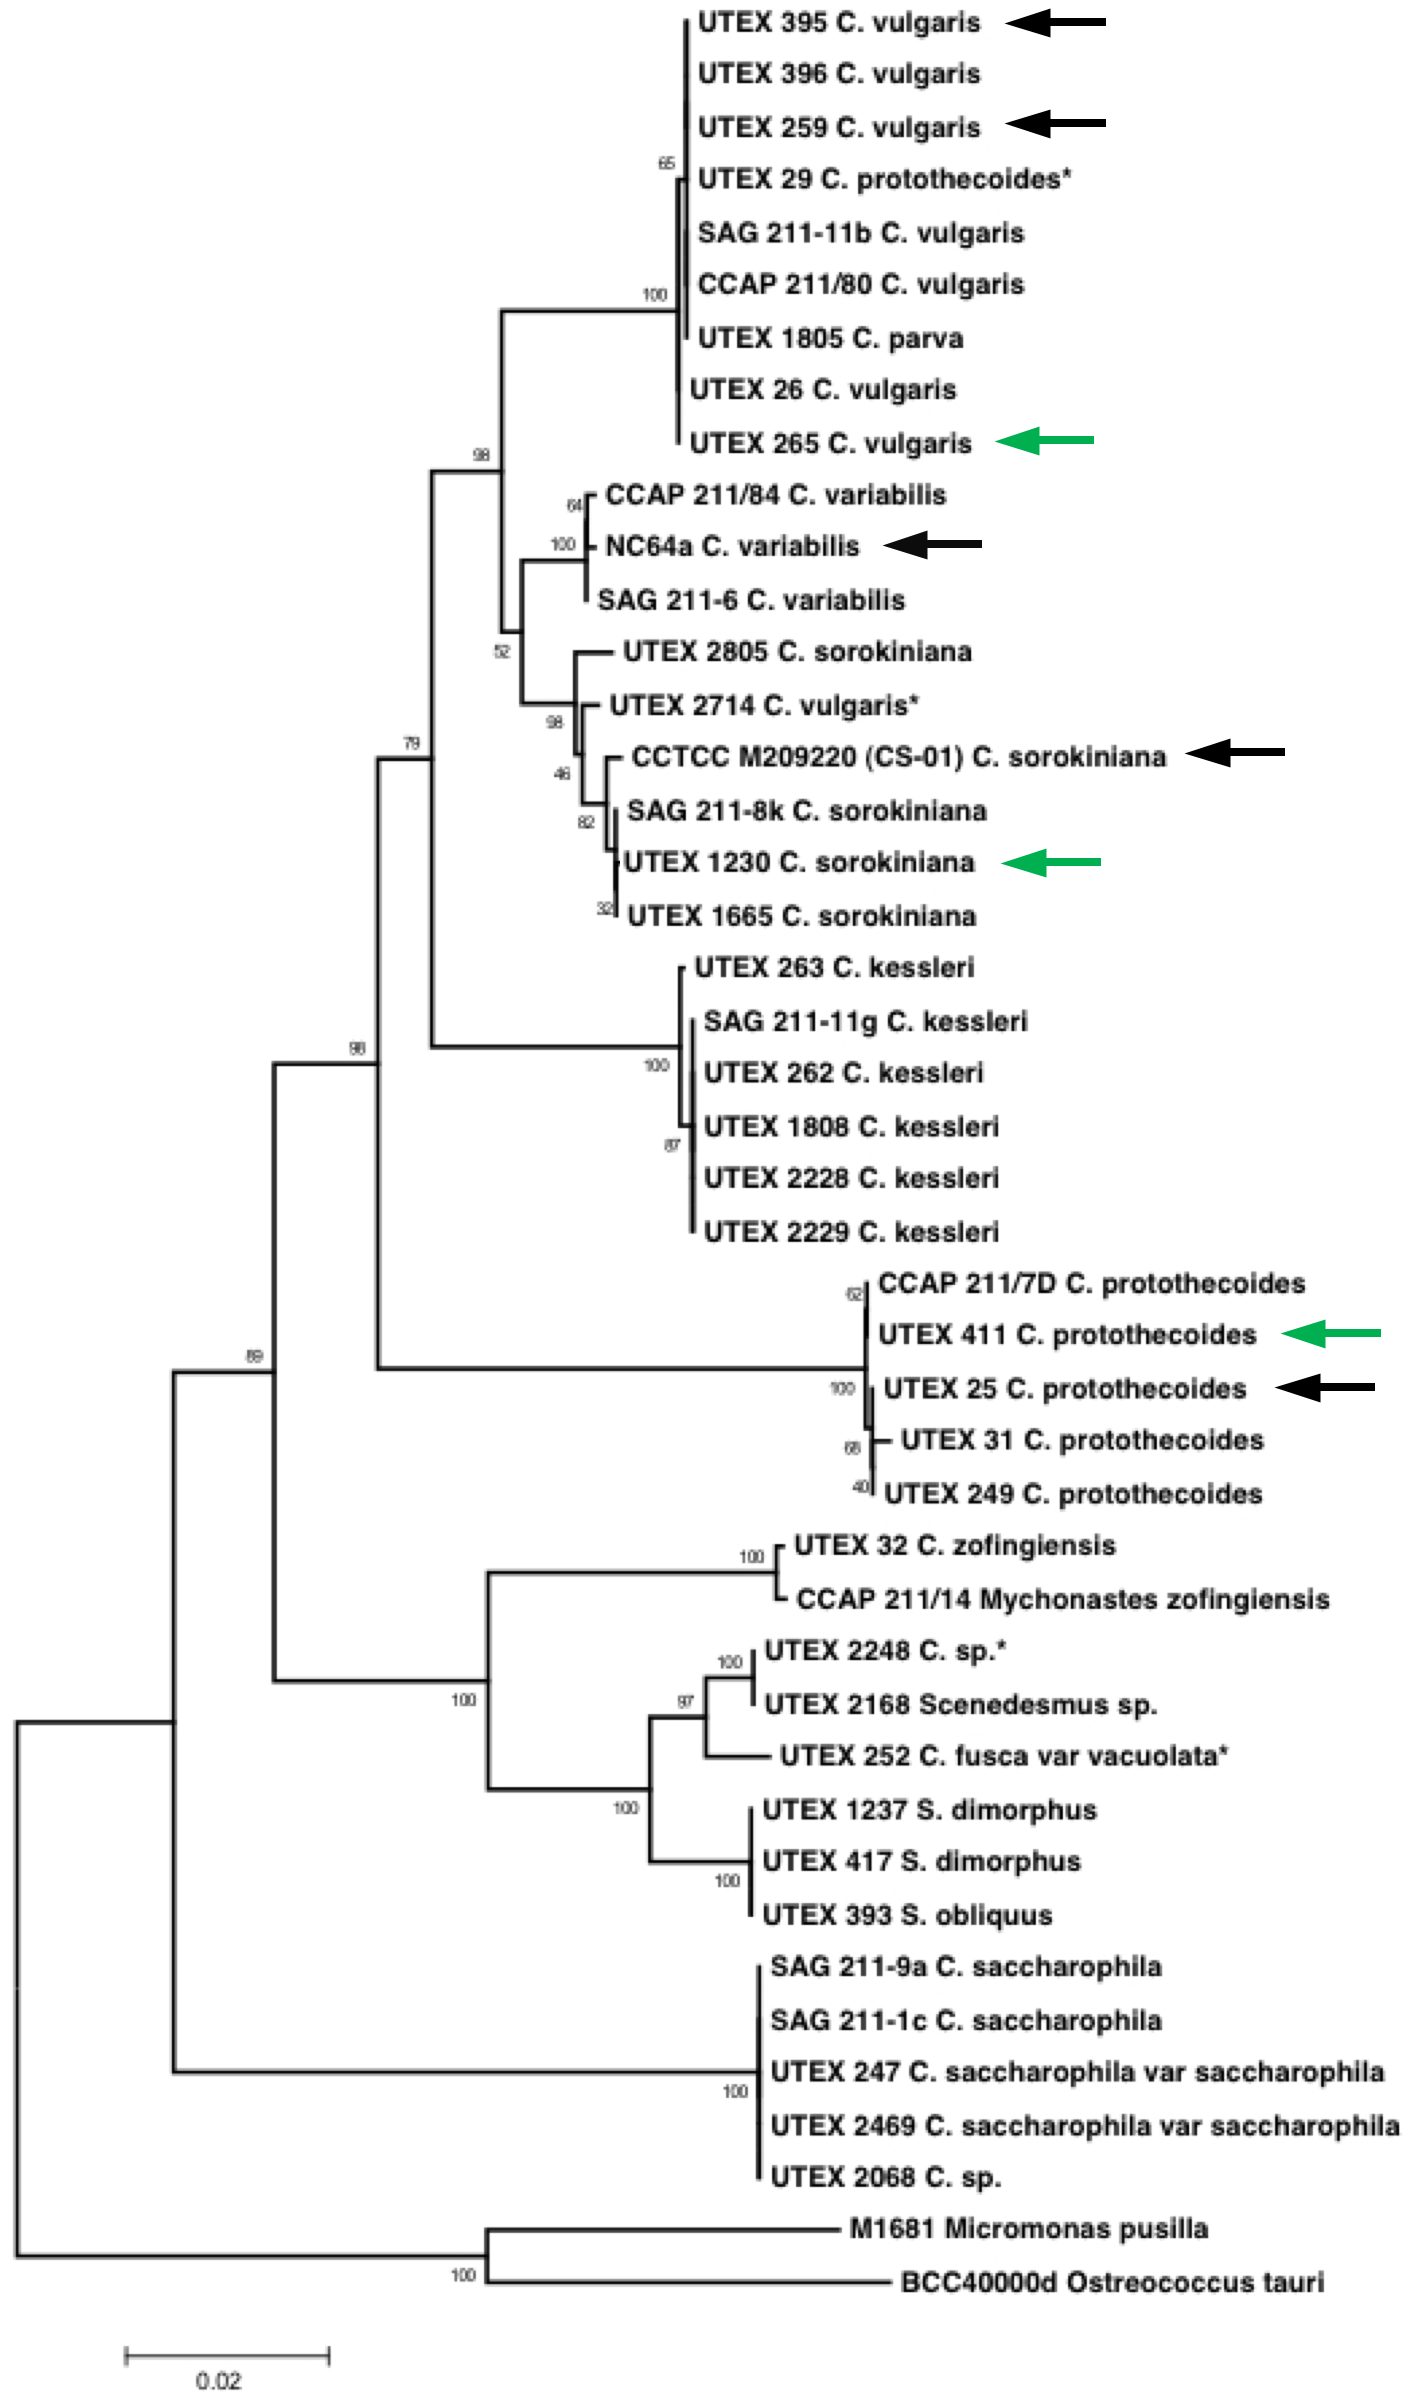 UTEX 395 C. vulgaris
UTEX 396 C. vulgaris
UTEX 259 C. vulgaris
65
UTEX 29 C. protothecoides*
SAG 211-11b C. vulgaris
CCAP 211/80 C. vulgaris
100
UTEX 1805 C. parva
UTEX 26 C. vulgaris
UTEX 265 C. vulgaris
98
CCAP 211/84 C. variabilis
64
NC64a C. variabilis
100
SAG 211-6 C. variabilis
52
UTEX 2805 C. sorokiniana
UTEX 2714 C. vulgaris*
98
79
CCTCC M209220 (CS-01) C. sorokiniana
46
SAG 211-8k C. sorokiniana
82
UTEX 1230 C. sorokiniana
32
UTEX 1665 C. sorokiniana
UTEX 263 C. kessleri
SAG 211-11g C. kessleri
98
100
UTEX 262 C. kessleri
UTEX 1808 C. kessleri
87
UTEX 2228 C. kessleri
UTEX 2229 C. kessleri
CCAP 211/7D C. protothecoides
62
UTEX 411 C. protothecoides
89
100
UTEX 25 C. protothecoides
UTEX 31 C. protothecoides
68
40
UTEX 249 C. protothecoides
UTEX 32 C. zofingiensis
100
CCAP 211/14 Mychonastes zofingiensis
UTEX 2248 C. sp.*
100
97
UTEX 2168 Scenedesmus sp.
100
UTEX 252 C. fusca var vacuolata*
100
UTEX 1237 S. dimorphus
UTEX 417 S. dimorphus
100
UTEX 393 S. obliquus
SAG 211-9a C. saccharophila
SAG 211-1c C. saccharophila
UTEX 247 C. saccharophila var saccharophila
100
UTEX 2469 C. saccharophila var saccharophila
UTEX 2068 C. sp.
M1681 Micromonas pusilla
100
BCC40000d Ostreococcus tauri
0.02